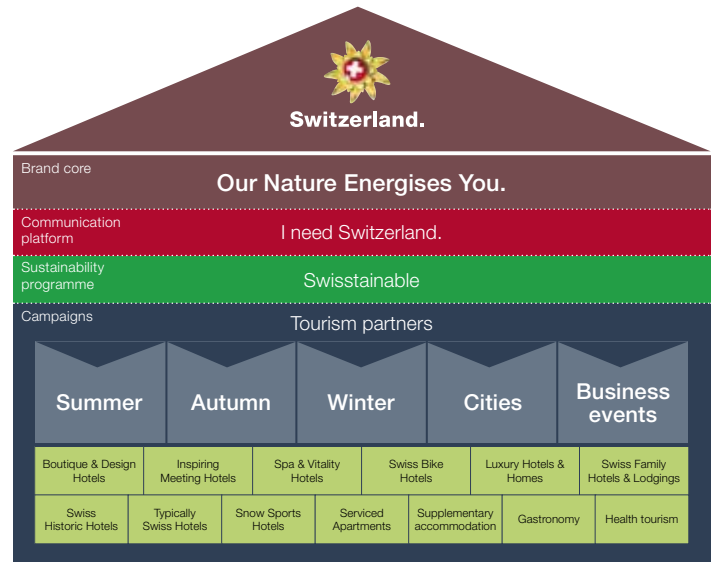 Switzerland.
Brand core
Our Nature Energises You.
Communication
platform
I need Switzerland.
Sustainability
programme
Swisstainable
Campaigns
Tourism partners
Summer
Autumn
Winter
Cities
Business
events
Boutique & Design
Hotels
Inspiring
Meeting Hotels
Spa & Vitality
Hotels
Swiss Bike
Hotels
Luxury Hotels &
Homes
Swiss Family
Hotels & Lodgings
Swiss
Historic Hotels
Typically
Swiss Hotels
Snow Sports
Hotels
Serviced
Apartments
Supplementary
accommodation
Gastronomy
Health tourism